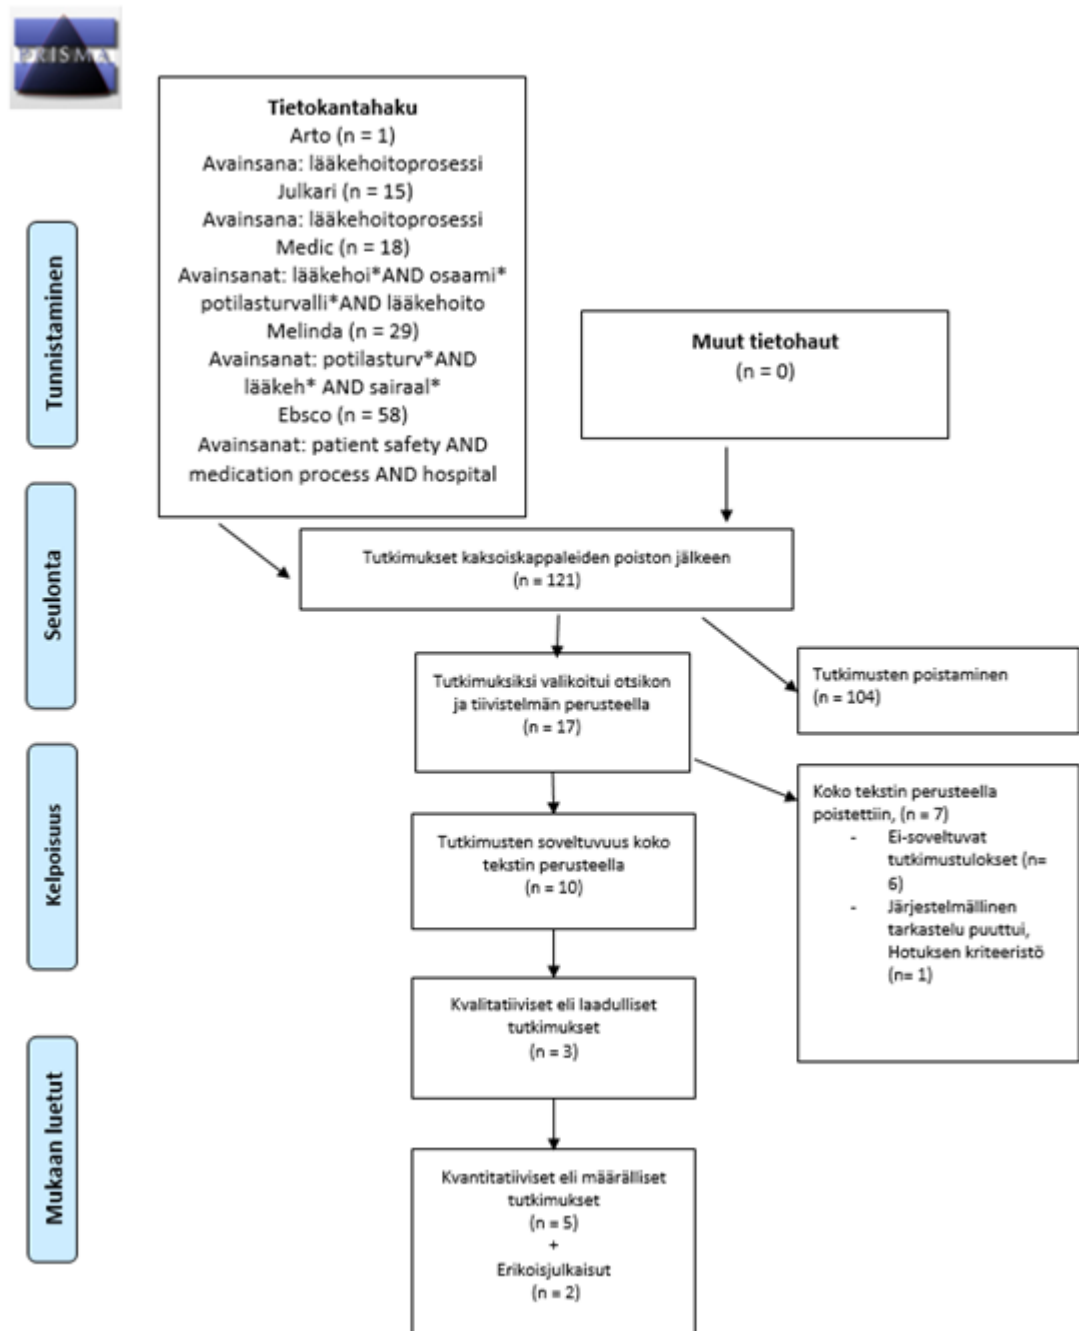 PRISMA
Tietokantahaku
Arto (n = 1)
Avainsana: lääkehoitoprosessi
Julkari (n = 15)
Avainsana: lääkehoitoprosessi
Medic (n = 18)
Avainsanat: lääkehoi*AND osaami*
potilasturvalli*AND lääkehoito
Melinda (n = 29)
Avainsanat: potilasturv*AND
lääkeh* AND sairaal*
Ebsco (n = 58)
Avainsanat: patient safety AND
medication process AND hospital
Muut tietohaut
(n = 0)
Tunnistaminen
Seulonta
Tutkimukset kaksoiskappaleiden poiston jälkeen
(n = 121)
Tutkimuksiksi valikoitui otsikon
ja tiivistelmän perusteella
(n = 17)
Tutkimusten poistaminen
(n = 104)
Kelpoisuus
Tutkimusten soveltuvuus koko
tekstin perusteella
(n = 10)
Koko tekstin perusteella
poistettiin, (n = 7)
- Ei-soveltuvat
tutkimustulokset (n=
6)
- Järjestelmällinen
tarkastelu puuttui,
Hotuksen kriteeristö
(n= 1)
Mukaan luetut
Kvalitatiiviset eli laadulliset
tutkimukset
(n = 3)
Kvantitatiiviset eli määrälliset
tutkimukset
(n = 5)
+
Erikoisjulkaisut
(n = 2)